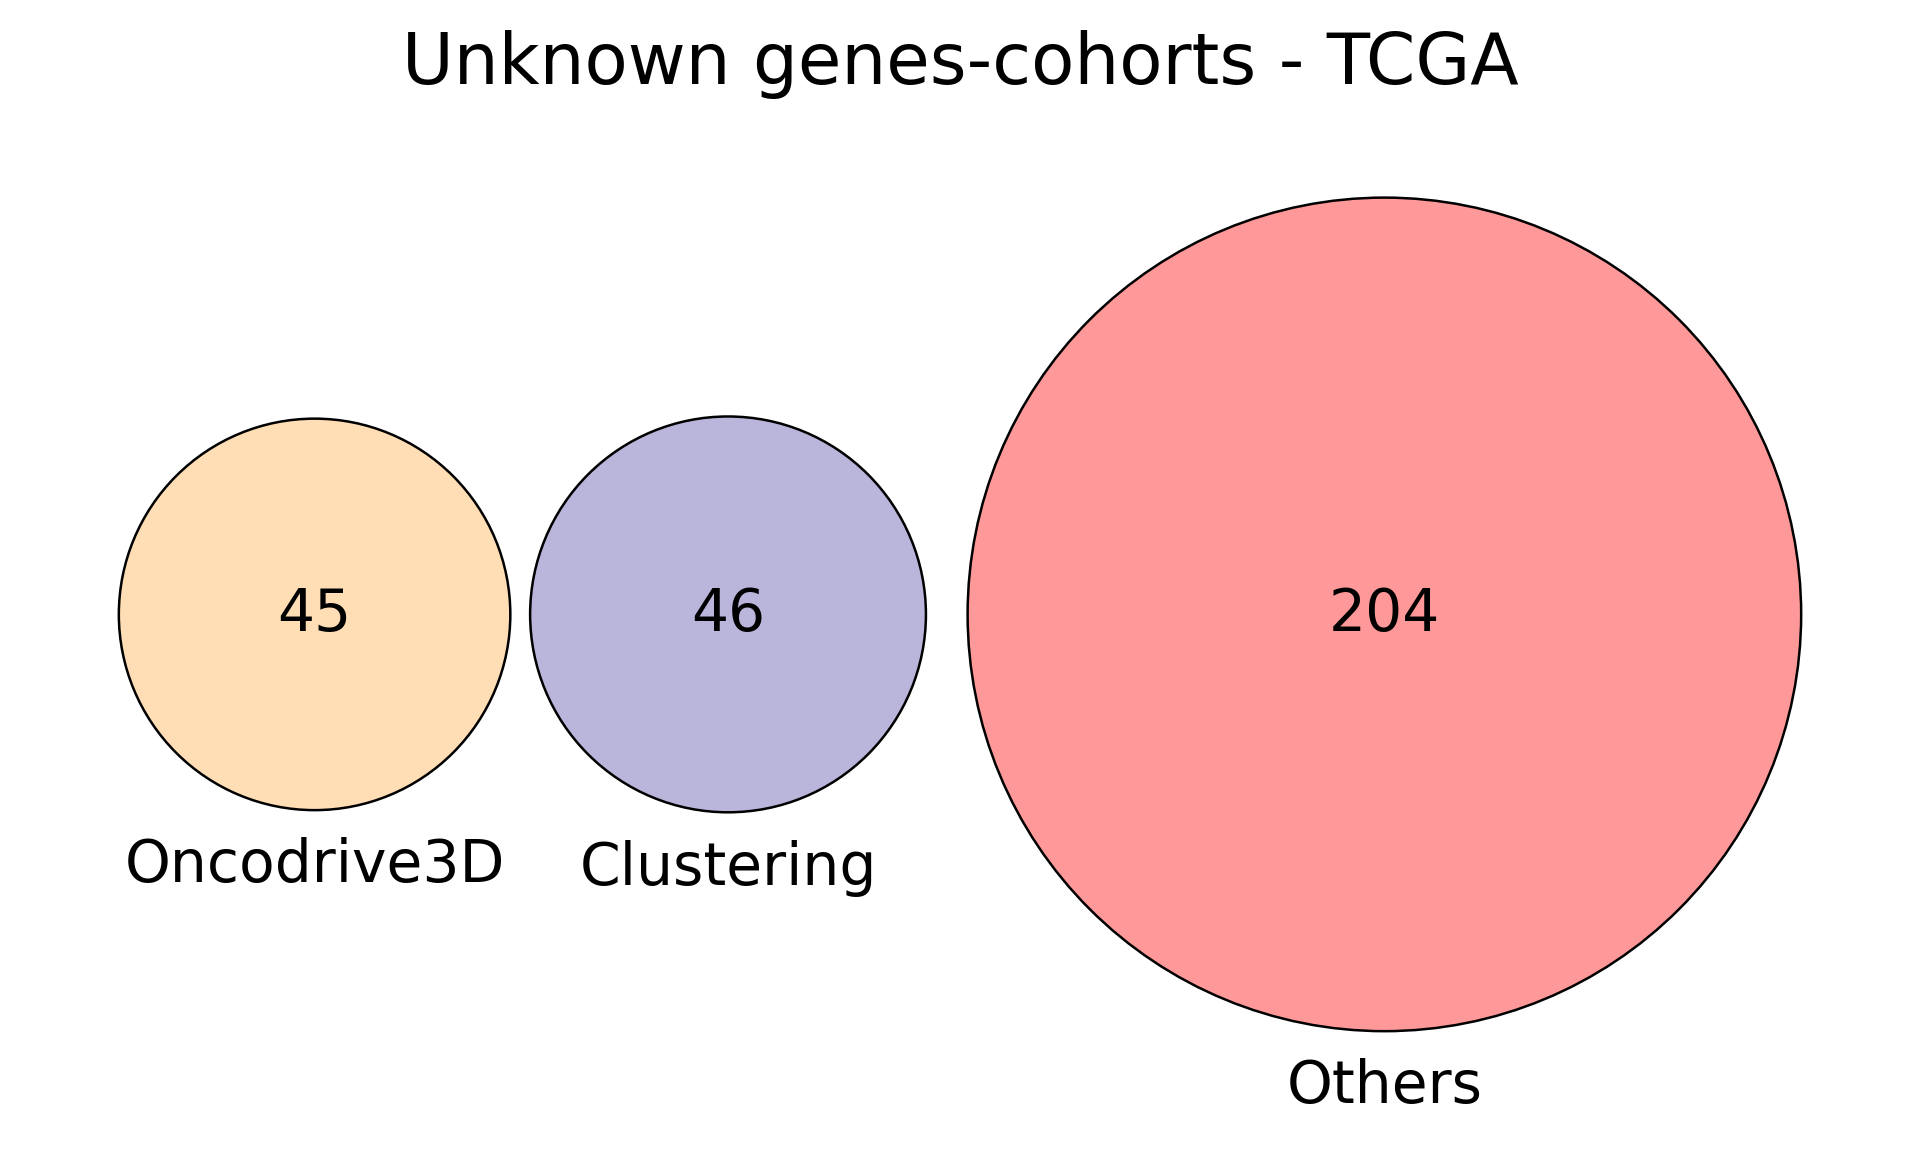 Unknown genes-cohorts - TCGA
45
46
204
Oncodrive3D
Clustering
Others